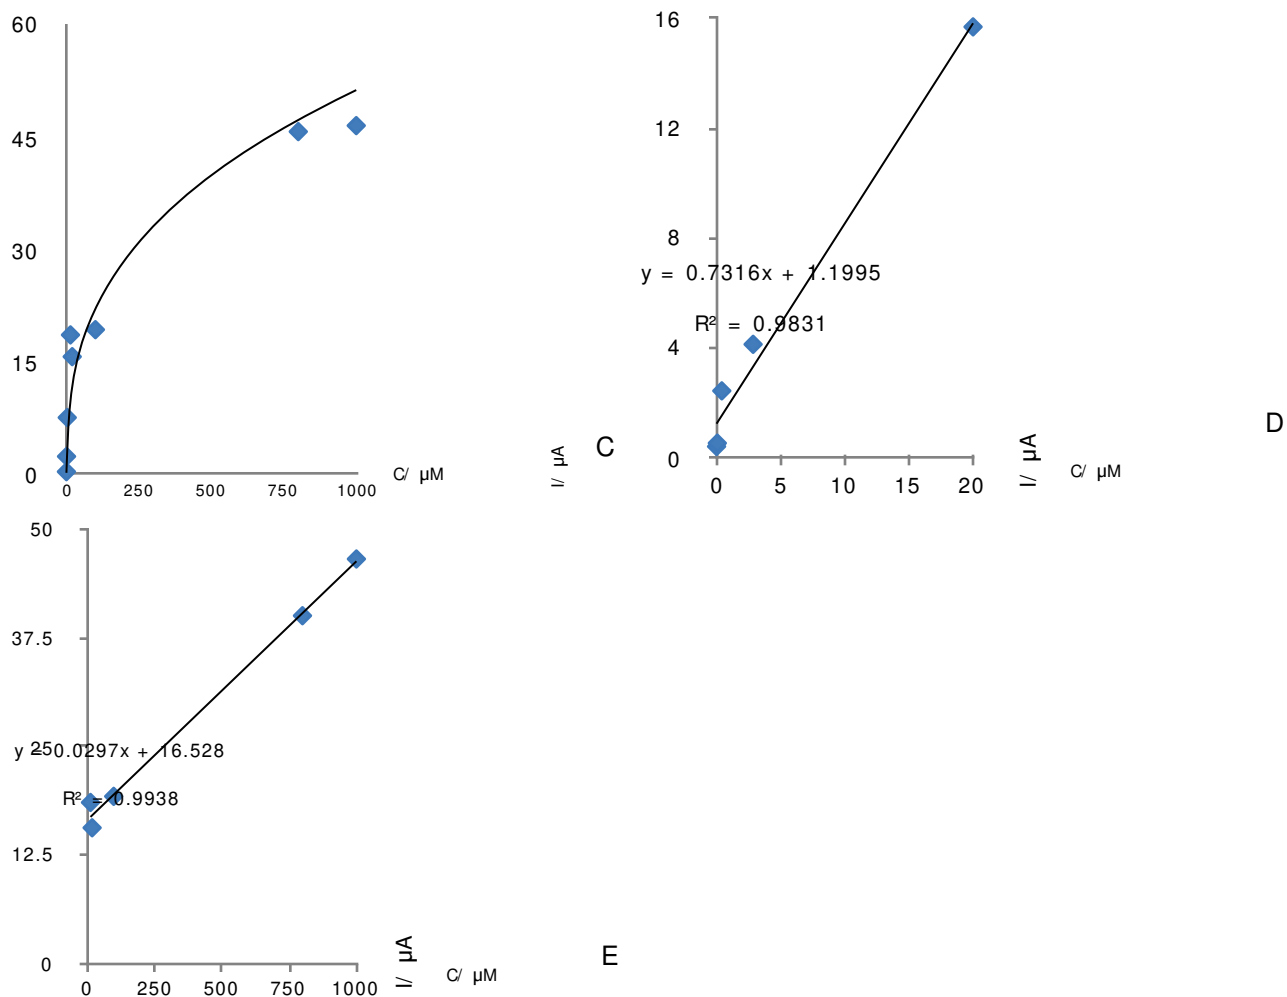 60
45
30
15
0
0 250 500 750 1000
C/ µM
I/ µA
C
16
12
8
4
0
y = 0.7316x + 1.1995
R² = 0.9831
0 5 10 15 20
I/ µA
C/ µM
D
50
37.5
25
12.5
0
y = 0.0297x + 16.528
R² = 0.9938
0 250 500 750 1000
I/ µA
C/ µM
E